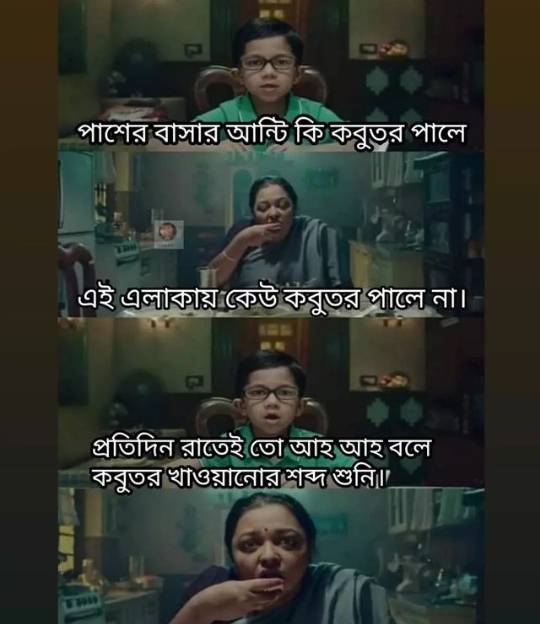 পাশের বাসার আন্টি কি কবুতর পালে
এই এলাকায় কেউ কবুতর পালে না।
প্রতিদিন রাতেই তো আহ আহ বলে
কবুতর খাওয়ানোর শব্দ শুনি।